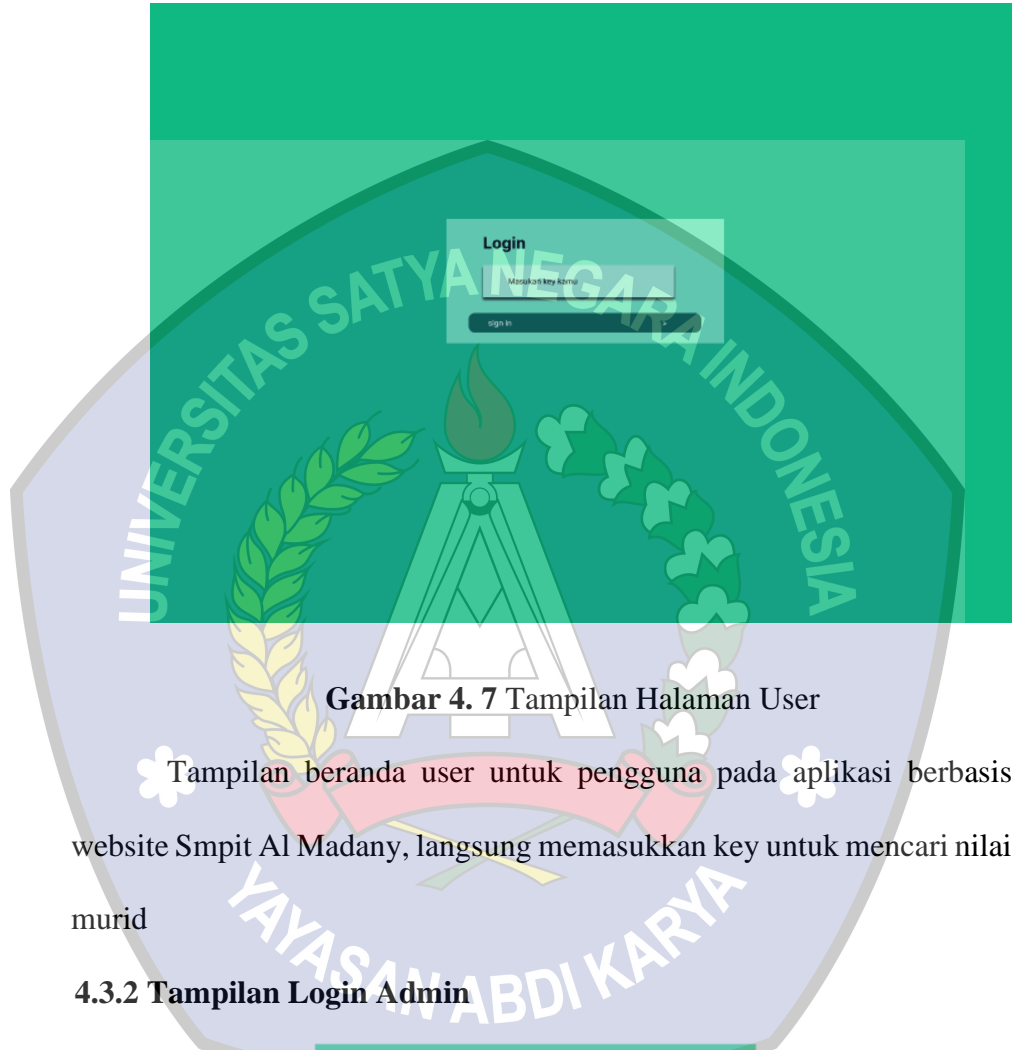 Login
Masukan key kamu
sign in
UNIVERSITAS SATYA NEGARA INDONESIA
Gambar 4. 7 Tampilan Halaman User
Tampilan beranda user untuk pengguna pada aplikasi berbasis
website Smpit Al Madany, langsung memasukkan key untuk mencari nilai
murid
YAYASAN ABDI KARYA
4.3.2 Tampilan Login Admin